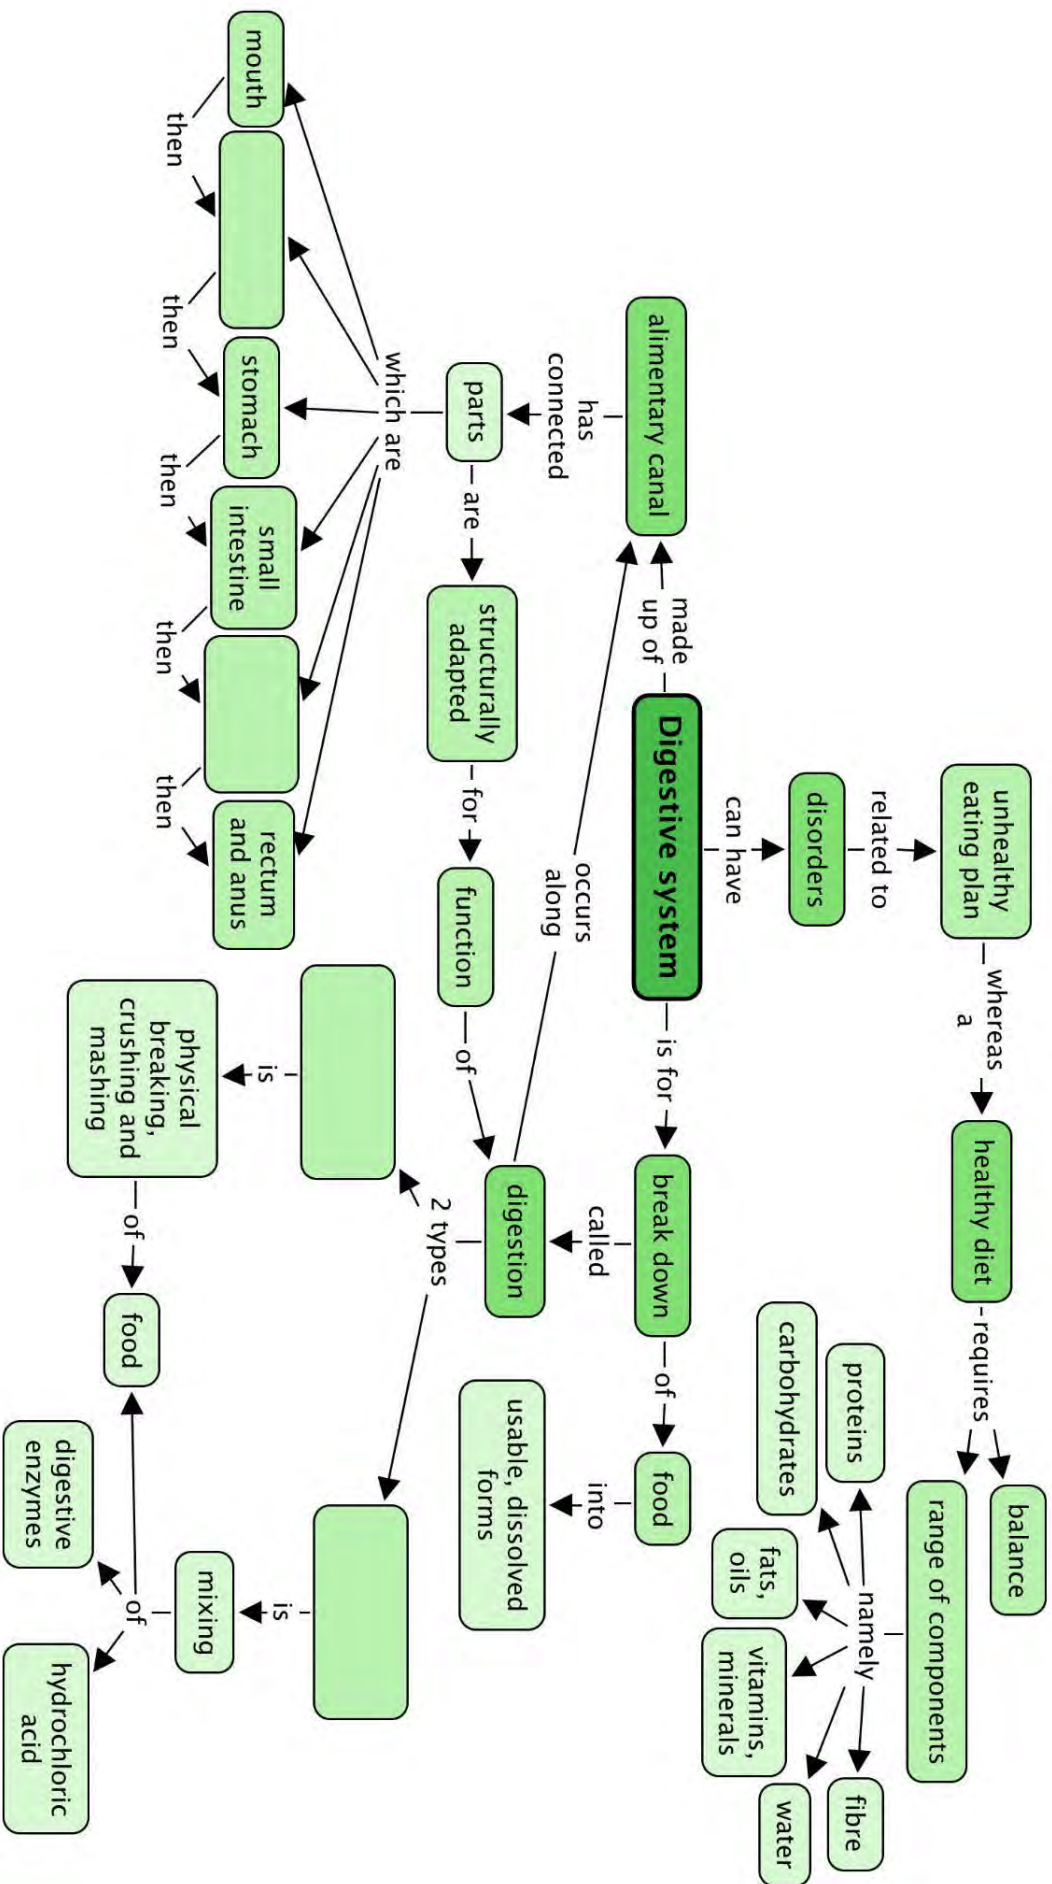 unhealthy
eating plan
whereas
a
healthy diet
requires
balance
range of components
related to
disorders
can have
namely
proteins
carbohydrates
fats,
oils
vitamins,
minerals
water
fibre
alimentary canal
made
up of
Digestive system
is for
break down
of
food
into
usable, dissolved
forms
called
digestion
occurs
along
has
connected
parts
are
structurally
adapted
for
function
of
which are
mouth
then
then
stomach
then
small
intestine
then
then
rectum
and anus
2 types
is
physical
breaking,
crushing and
mashing
of
food
is
mixing
of
digestive
enzymes
hydrochloric
acid